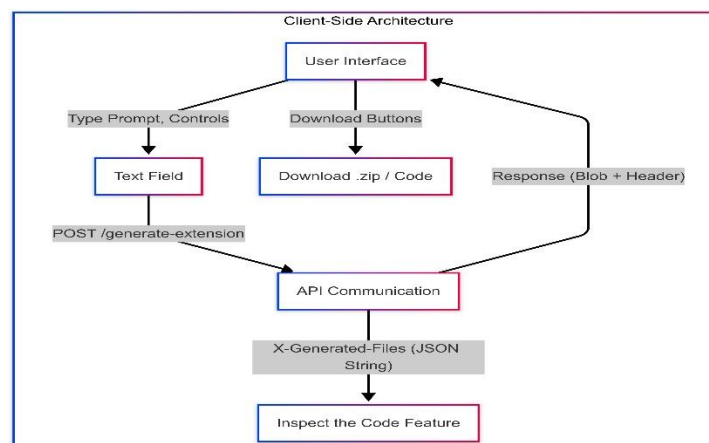 Client-Side Architecture
User Interface
Type Prompt, Controls
Download Buttons
Text Field
Download .zip / Code
Response (Blob + Header)
POST /generate-extension
API Communication
X-Generated-Files (JSON
String)
Inspect the Code Feature